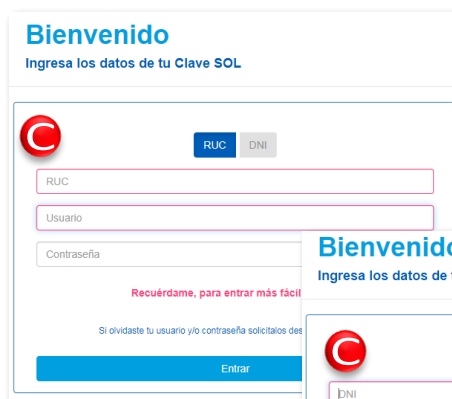 Bienvenido
Ingresa los datos de tu Clave SOL
C
RUC DNI
RUC
Usuario
Contraseña
Recuérdame, para entrar más fácil
Si olvidaste tu usuario y/o contraseña solicítalos des
Entrar
Bienvenido
Ingresa los datos de
C
DNI